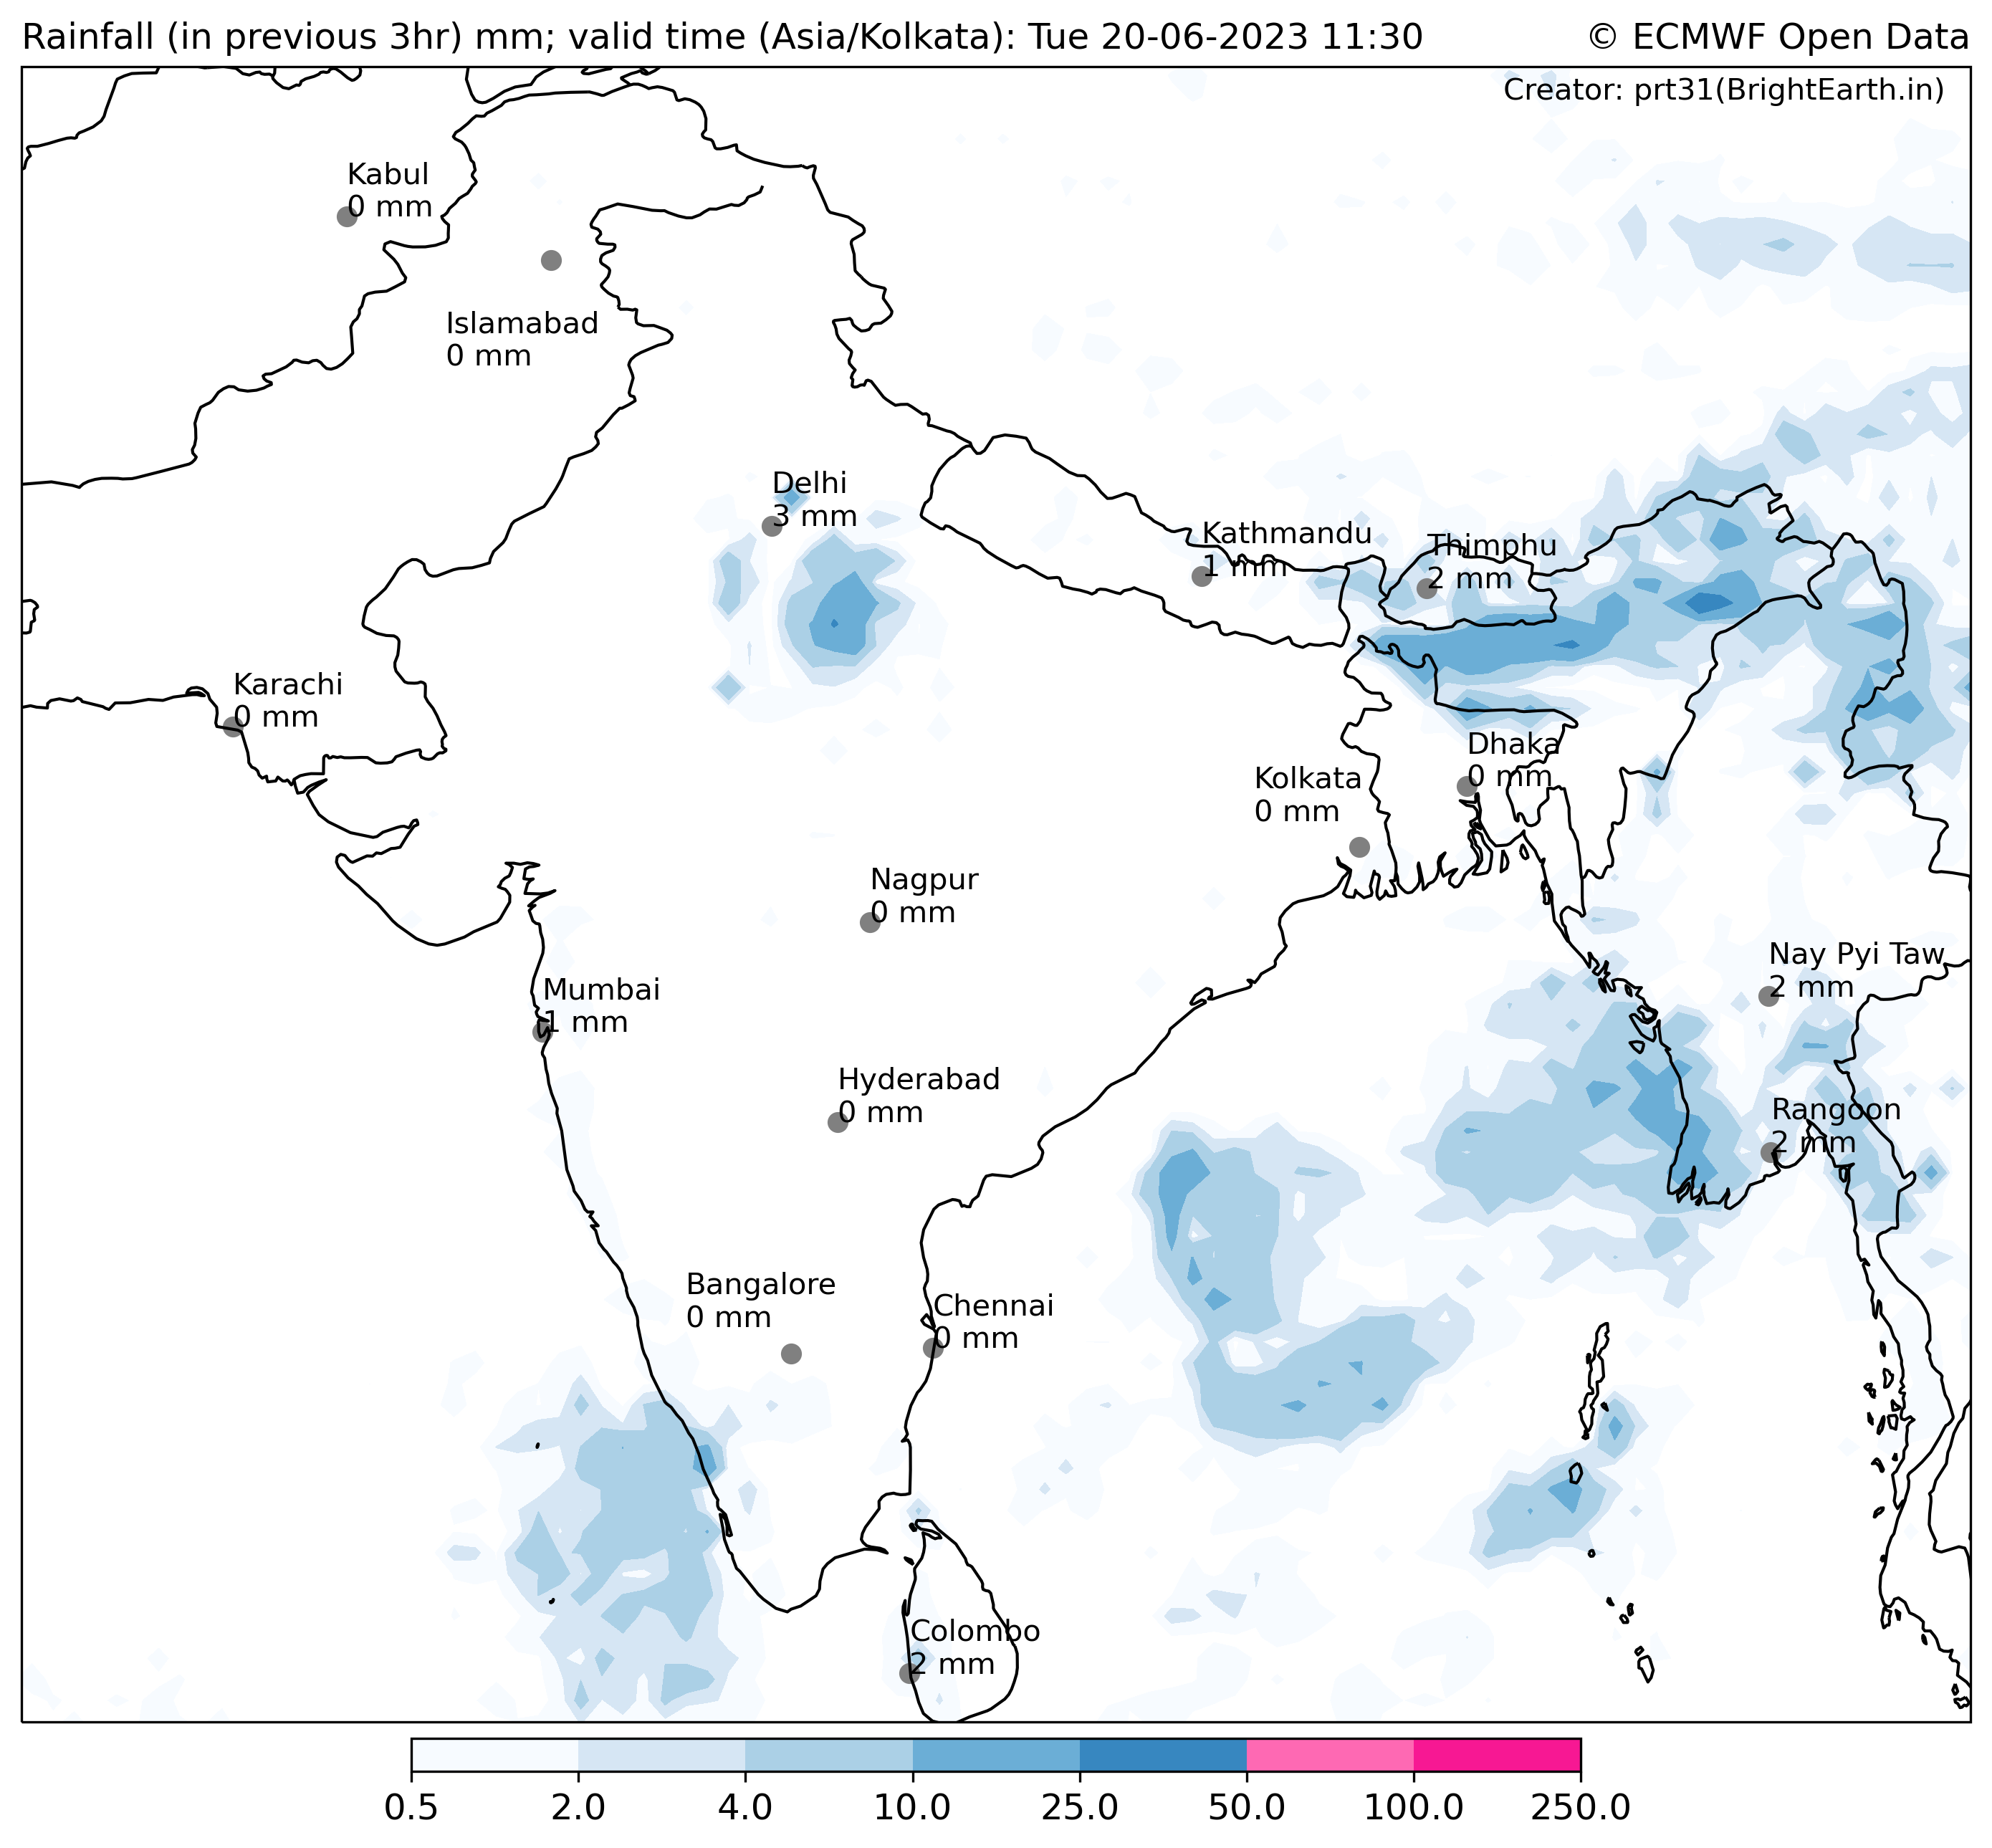 Rainfall (in previous 3hr) mm; valid time (Asia/Kolkata): Tue 20-06-2023 11:30
© ECMWF Open Data
Creator: prt31(BrightEarth.in)
Kabul
0 mm
Islamabad
0 mm
Delhi
3 mm
Kathmandu
1 mm
Thimphu
2 mm
Karachi
0 mm
Dhaka
0 mm
Kolkata
0 mm
Nagpur
0 mm
Nay Pyi Taw
2 mm
Mumbai
1 mm
Hyderabad
0 mm
Rangoon
2 mm
Bangalore
0 mm
Chennai
0 mm
Colombo
2 mm
0.5 2.0 4.0 10.0 25.0 50.0 100.0 250.0